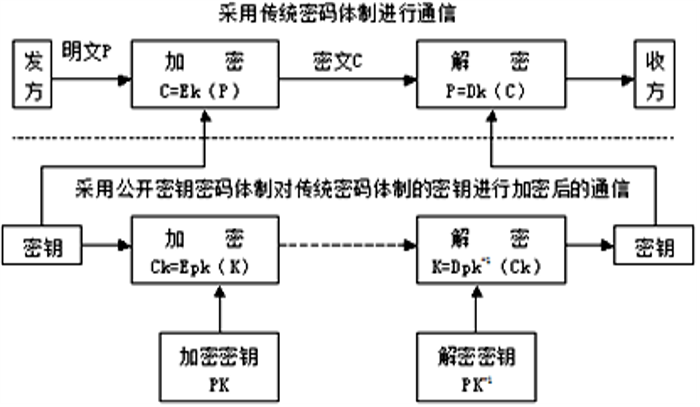 采用传统密码体制进行通信
发方
明文P
加 密
C=Ek（P）
密文C
解 密
P=Dk（C）
收方
采用公开密钥密码体制对传统密码体制的密钥进行加密后的通信
密钥
加 密
Ck=Epk（K）
解 密
K=Dpk⁻¹（Ck）
密钥
加密密钥
PK
解密密钥
PK⁻¹